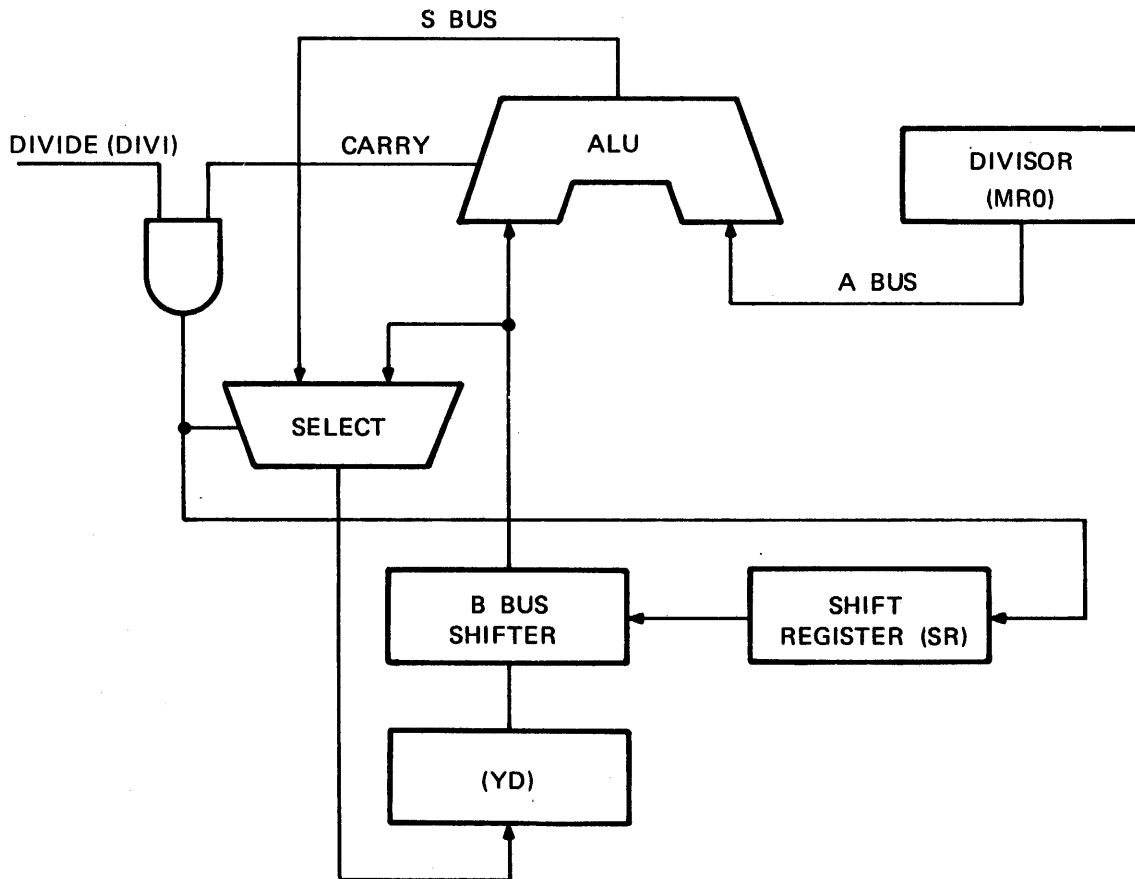 S BUS
DIVIDE (DIVI)
CARRY
ALU
DIVISOR
(MR0)
A BUS
SELECT
B BUS
SHIFTER
SHIFT
REGISTER (SR)
(YD)